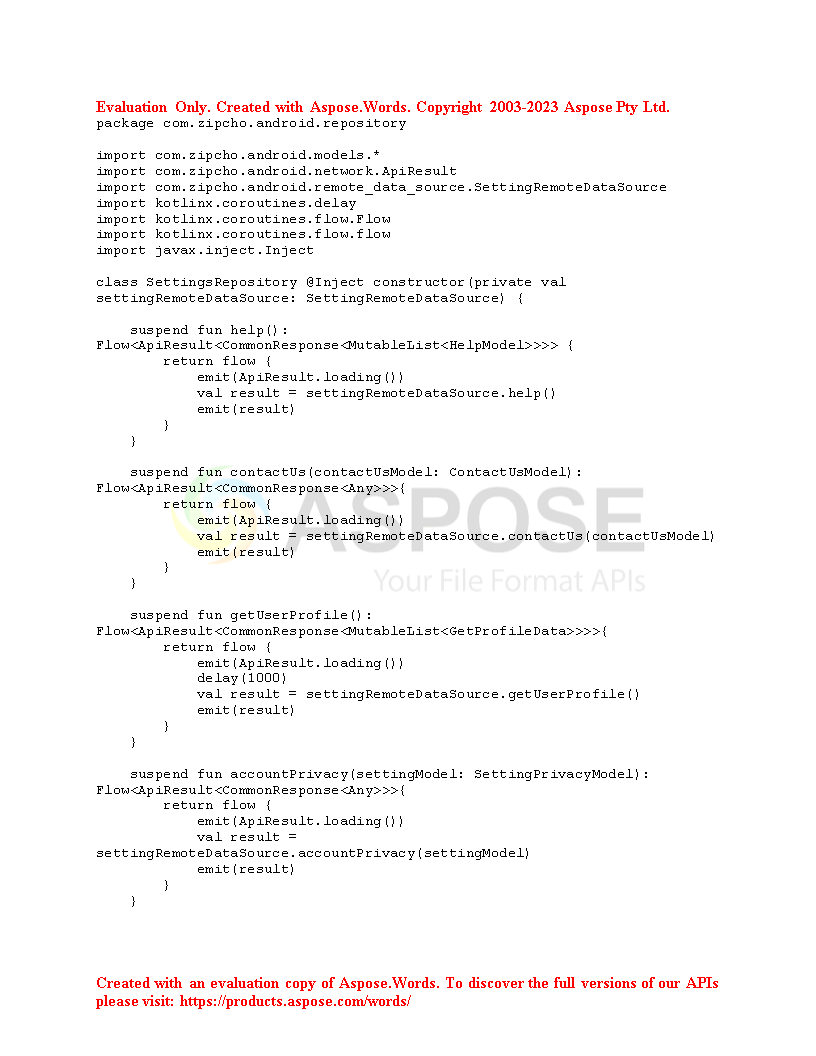 Evaluation Only. Created with Aspose.Words. Copyright 2003-2023 Aspose Pty Ltd.
package com.zipcho.android.repository

import com.zipcho.android.models.*
import com.zipcho.android.network.ApiResult
import com.zipcho.android.remote_data_source.SettingRemoteDataSource
import kotlinx.coroutines.delay
import kotlinx.coroutines.flow.Flow
import kotlinx.coroutines.flow.flow
import javax.inject.Inject

class SettingsRepository @Inject constructor(private val
settingRemoteDataSource: SettingRemoteDataSource) {

    suspend fun help():
Flow<ApiResult<CommonResponse<MutableList<HelpModel>>>> {
        return flow {
            emit(ApiResult.loading())
            val result = settingRemoteDataSource.help()
            emit(result)
        }
    }

    suspend fun contactUs(contactUsModel: ContactUsModel):
Flow<ApiResult<CommonResponse<Any>>>{
        return flow {
            emit(ApiResult.loading())
            val result = settingRemoteDataSource.contactUs(contactUsModel)
            emit(result)
        }
    }

ASPOSE
Your File Format APIs

    suspend fun getUserProfile():
Flow<ApiResult<CommonResponse<MutableList<GetProfileData>>>>{
        return flow {
            emit(ApiResult.loading())
            delay(1000)
            val result = settingRemoteDataSource.getUserProfile()
            emit(result)
        }
    }

    suspend fun accountPrivacy(settingModel: SettingPrivacyModel):
Flow<ApiResult<CommonResponse<Any>>>{
        return flow {
            emit(ApiResult.loading())
            val result =
settingRemoteDataSource.accountPrivacy(settingModel)
            emit(result)
        }
    }

Created with an evaluation copy of Aspose.Words. To discover the full versions of our APIs
please visit: https://products.aspose.com/words/